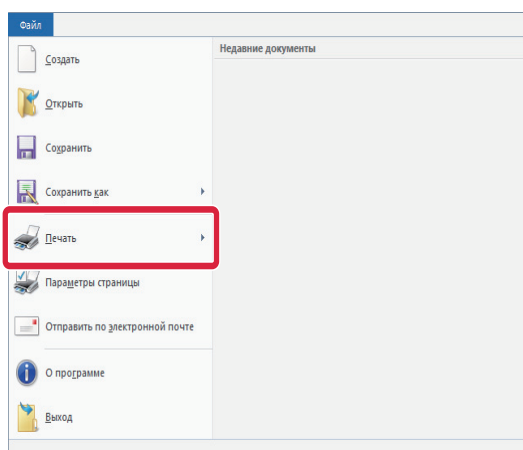 Файл
Недавние документы
Создать
Открыть
Сохранить
Сохранить как
Печать
Параметры страницы
Отправить по электронной почте
О программе
Выход